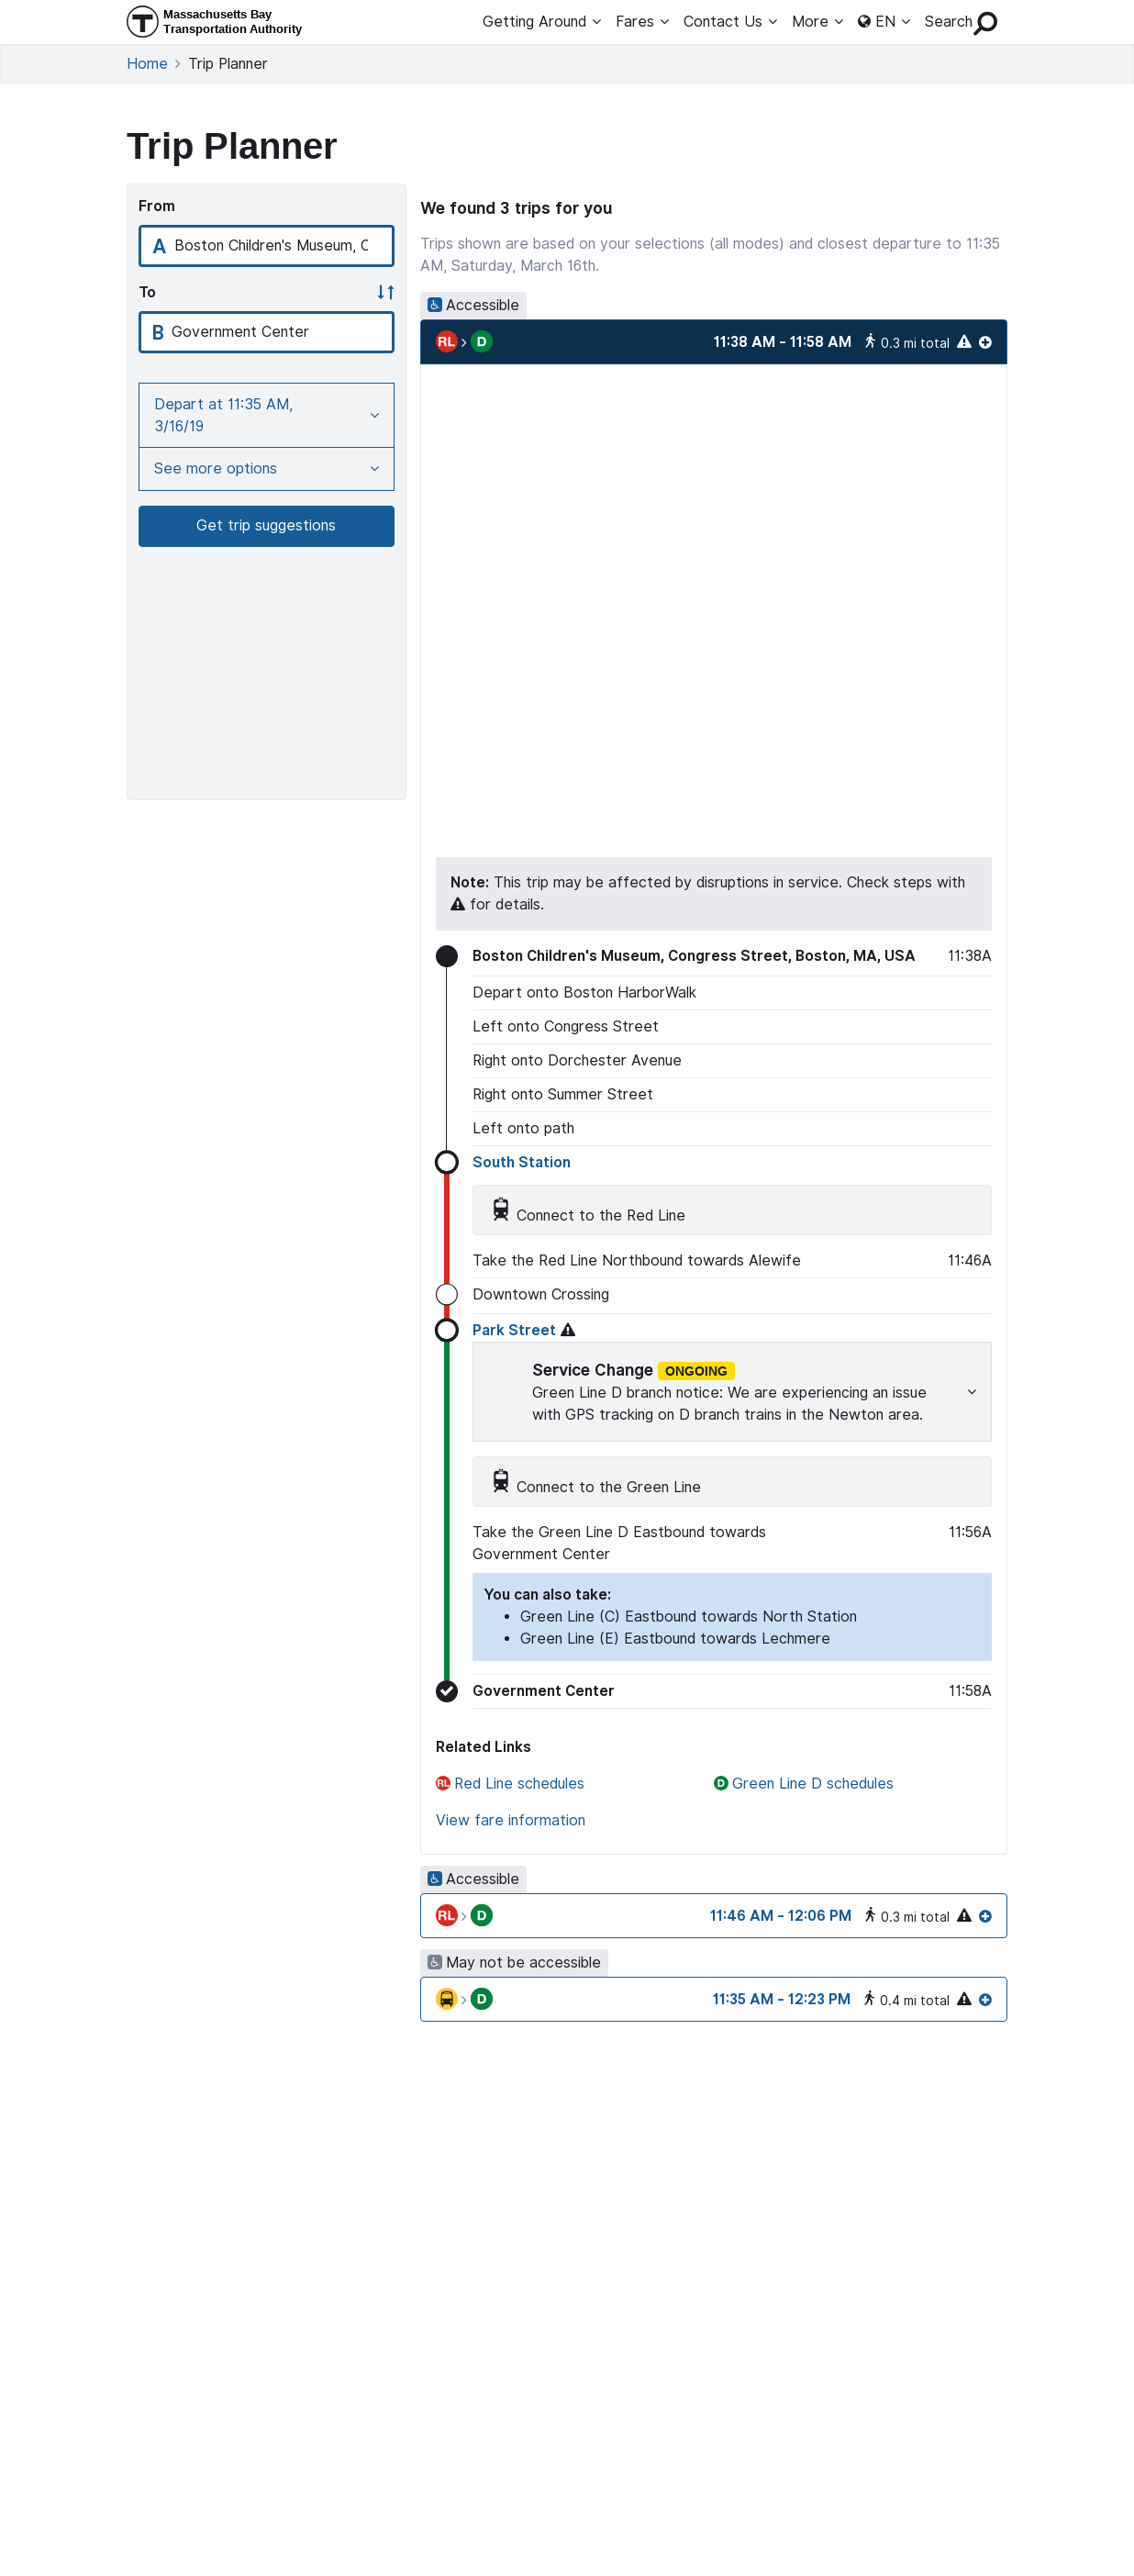 Massachusetts Bay
Transportation Authority
Getting Around Fares Contact Us More EN Search
Home Trip Planner
Trip Planner
From
A Boston Children's Museum, C
To
B Government Center
Depart at 11:35 AM,
3/16/19
See more options
Get trip suggestions
We found 3 trips for you
Trips shown are based on your selections (all modes) and closest departure to 11:35
AM, Saturday, March 16th.
Accessible
RL > D 11:38 AM - 11:58 AM 0.3 mi total
Note: This trip may be affected by disruptions in service. Check steps with
for details.
Boston Children's Museum, Congress Street, Boston, MA, USA 11:38A
Depart onto Boston HarborWalk
Left onto Congress Street
Right onto Dorchester Avenue
Right onto Summer Street
Left onto path
South Station
Connect to the Red Line
Take the Red Line Northbound towards Alewife 11:46A
Downtown Crossing
Park Street
Service Change ONGOING
Green Line D branch notice: We are experiencing an issue
with GPS tracking on D branch trains in the Newton area.
Connect to the Green Line
Take the Green Line D Eastbound towards 11:56A
Government Center
You can also take:
• Green Line (C) Eastbound towards North Station
• Green Line (E) Eastbound towards Lechmere
Government Center 11:58A
Related Links
RL Red Line schedules D Green Line D schedules
View fare information
Accessible
RL > D 11:46 AM - 12:06 PM 0.3 mi total
May not be accessible
> D 11:35 AM - 12:23 PM 0.4 mi total